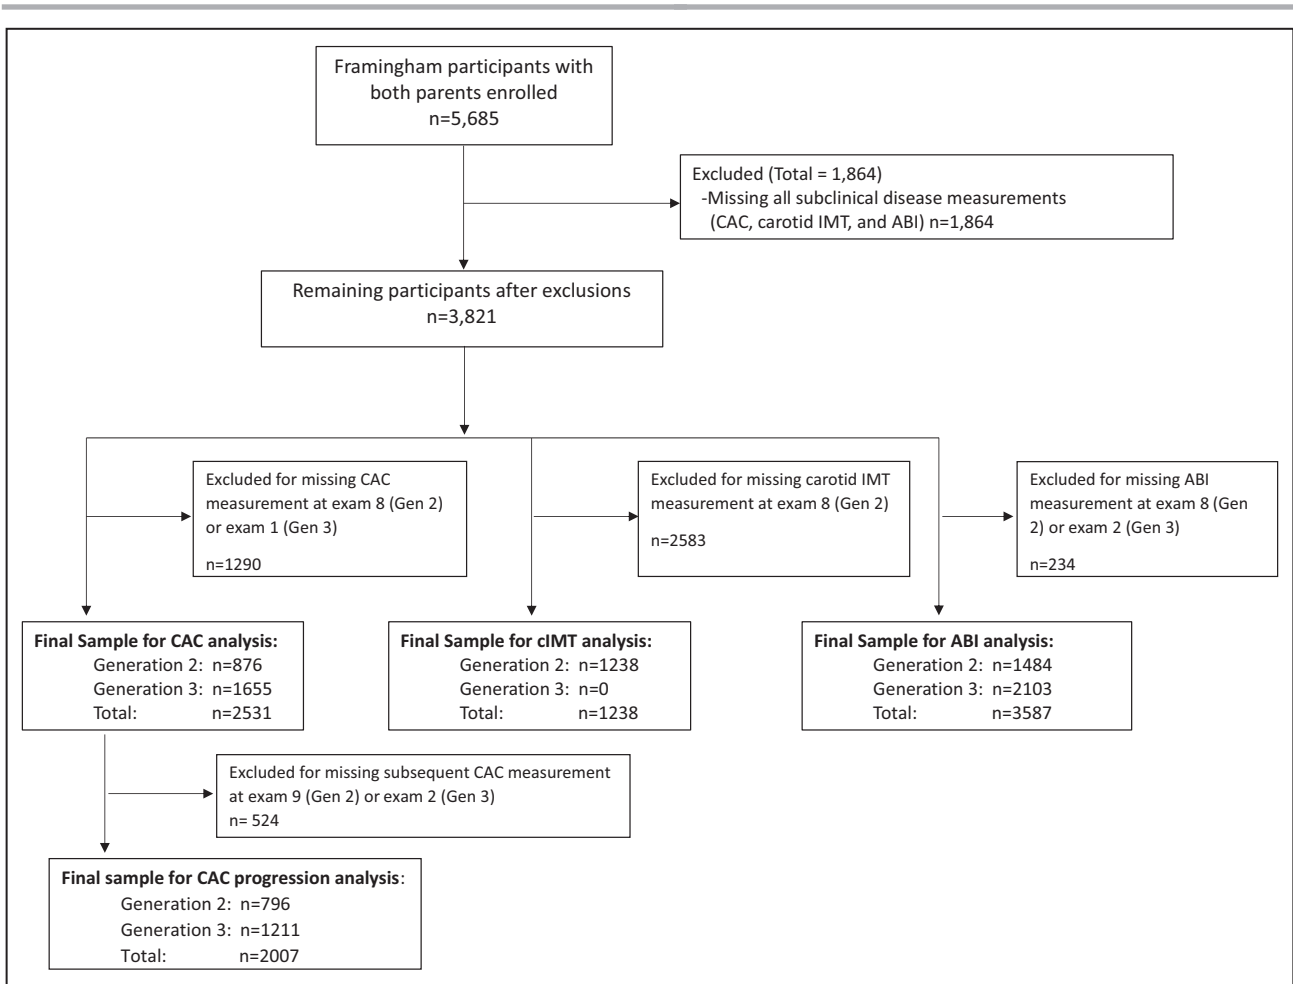 Framingham participants with
both parents enrolled
n=5,685
Excluded (Total = 1,864)
-Missing all subclinical disease measurements
(CAC, carotid IMT, and ABI) n=1,864
Remaining participants after exclusions
n=3,821
Excluded for missing CAC
measurement at exam 8 (Gen 2)
or exam 1 (Gen 3)
n=1290
Excluded for missing carotid IMT
measurement at exam 8 (Gen 2)
n=2583
Excluded for missing ABI
measurement at exam 8 (Gen
2) or exam 2 (Gen 3)
n=234
Final Sample for CAC analysis:
Generation 2: n=876
Generation 3: n=1655
Total: n=2531
Final Sample for cIMT analysis:
Generation 2: n=1238
Generation 3: n=0
Total: n=1238
Final Sample for ABI analysis:
Generation 2: n=1484
Generation 3: n=2103
Total: n=3587
Excluded for missing subsequent CAC measurement
at exam 9 (Gen 2) or exam 2 (Gen 3)
n= 524
Final sample for CAC progression analysis:
Generation 2: n=796
Generation 3: n=1211
Total: n=2007